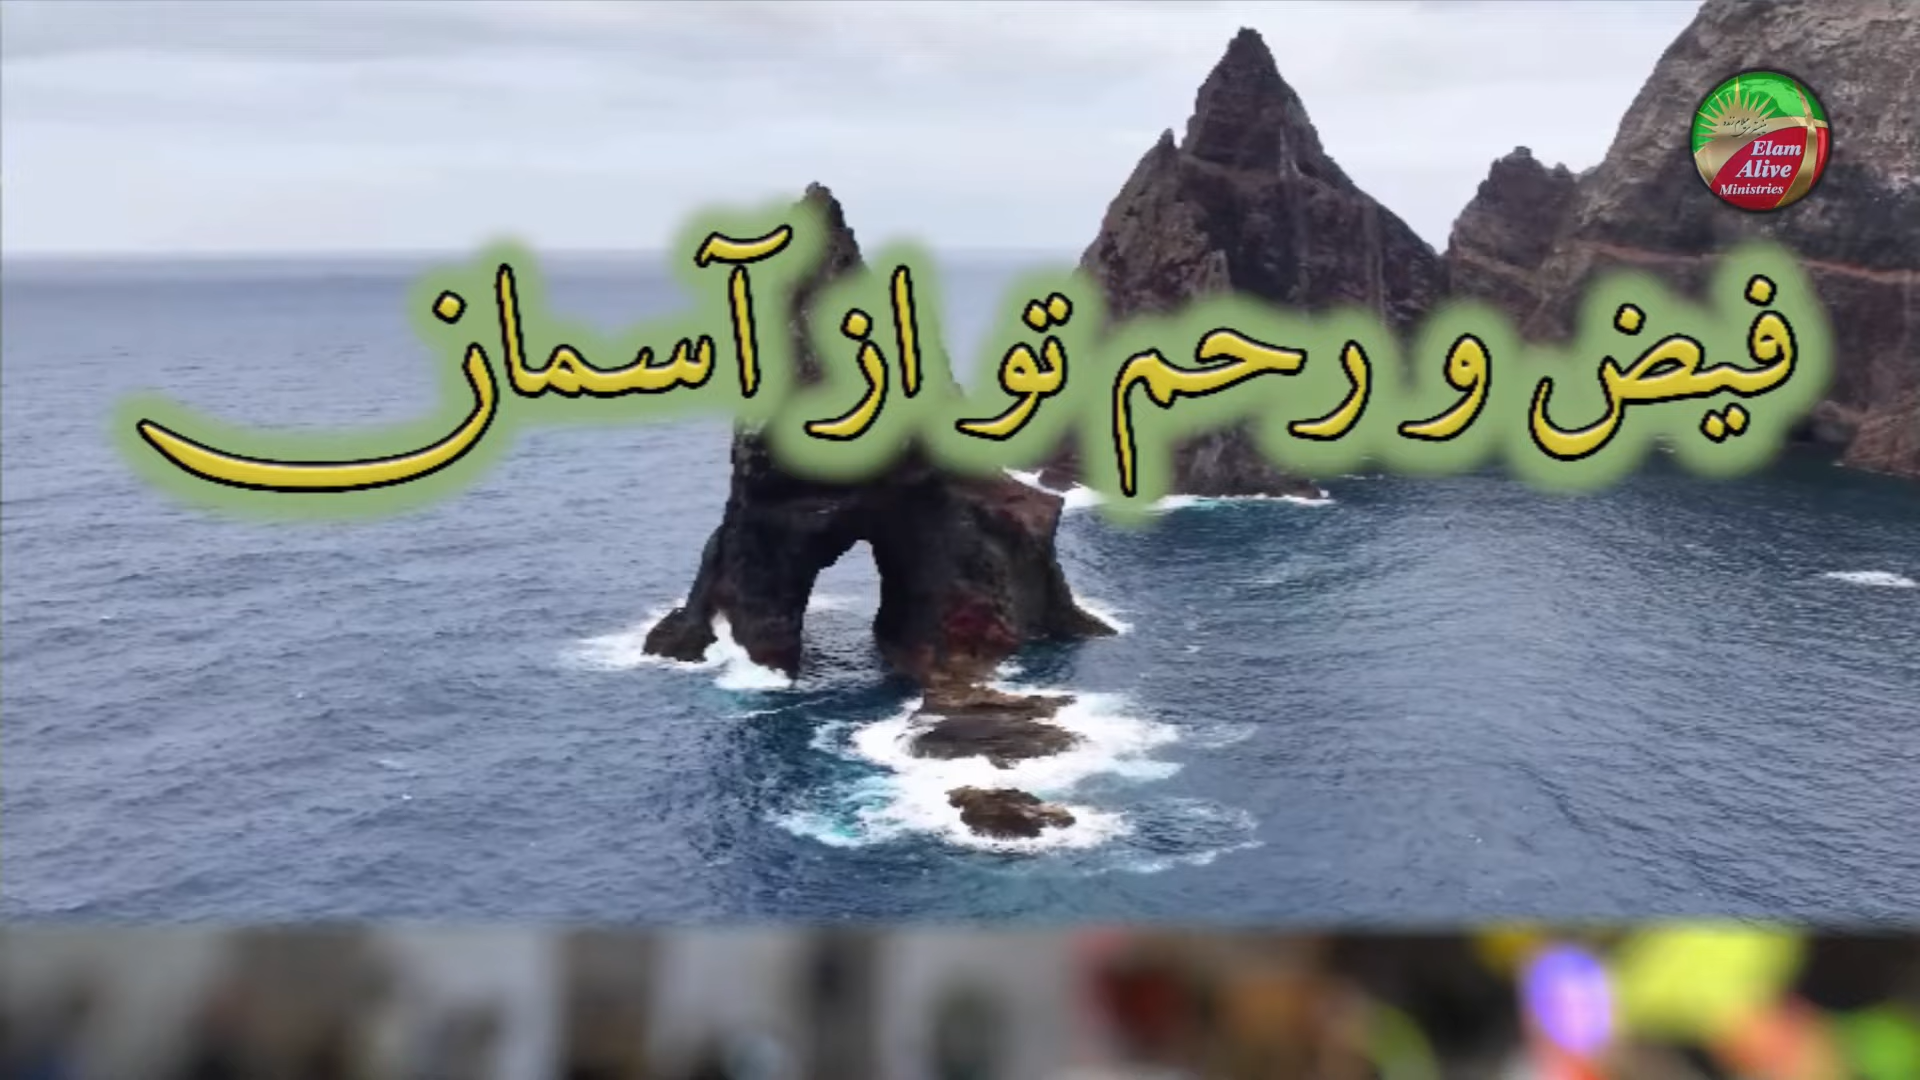 فیض و رحم تو از آسمان
Elam
Alive
Ministries